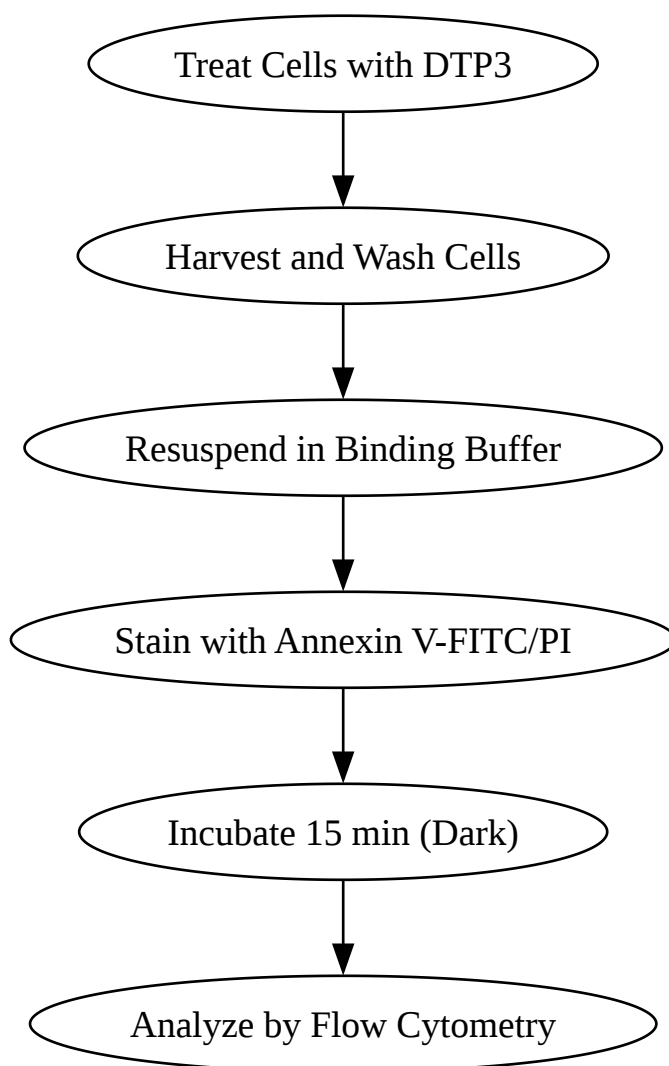 Treat Cells with DTP3
Harvest and Wash Cells
Resuspend in Binding Buffer
Stain with Annexin V-FITC/PI
Incubate 15 min (Dark)
Analyze by Flow Cytometry